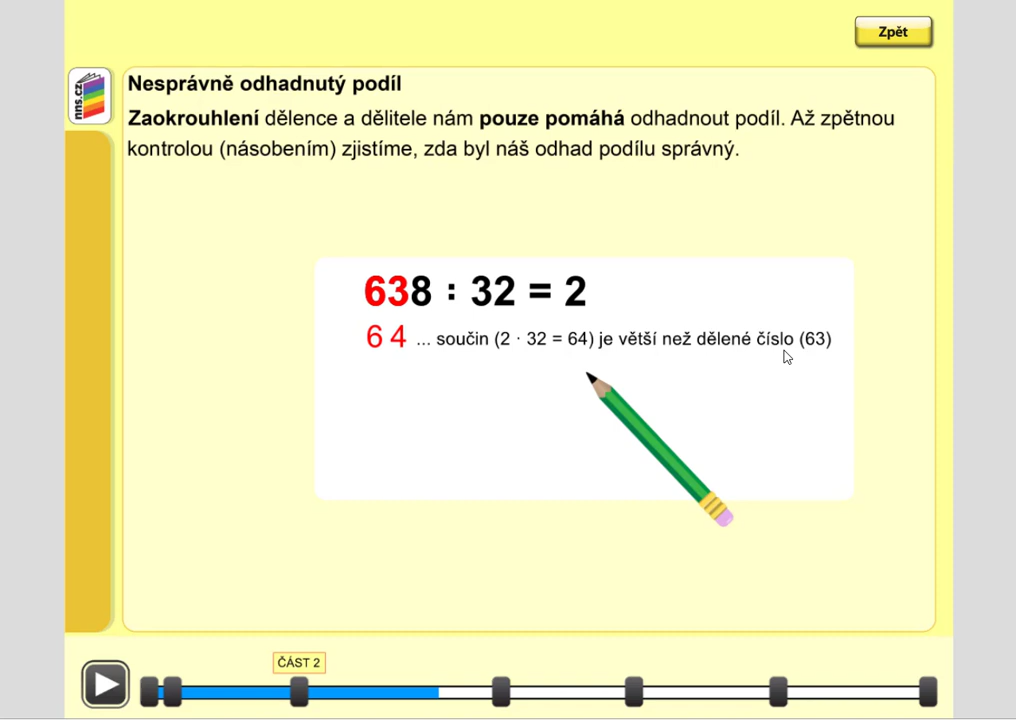 Zpět
nns.cz
Nesprávně odhadnutý podíl
Zaokrouhlení dělence a dělitele nám pouze pomáhá odhadnout podíl. Až zpětnou
kontrolou (násobením) zjistíme, zda byl náš odhad podílu správný.
638 : 32 = 2
6 4 ... součin (2 · 32 = 64) je větší než dělené číslo (63)
ČÁST 2